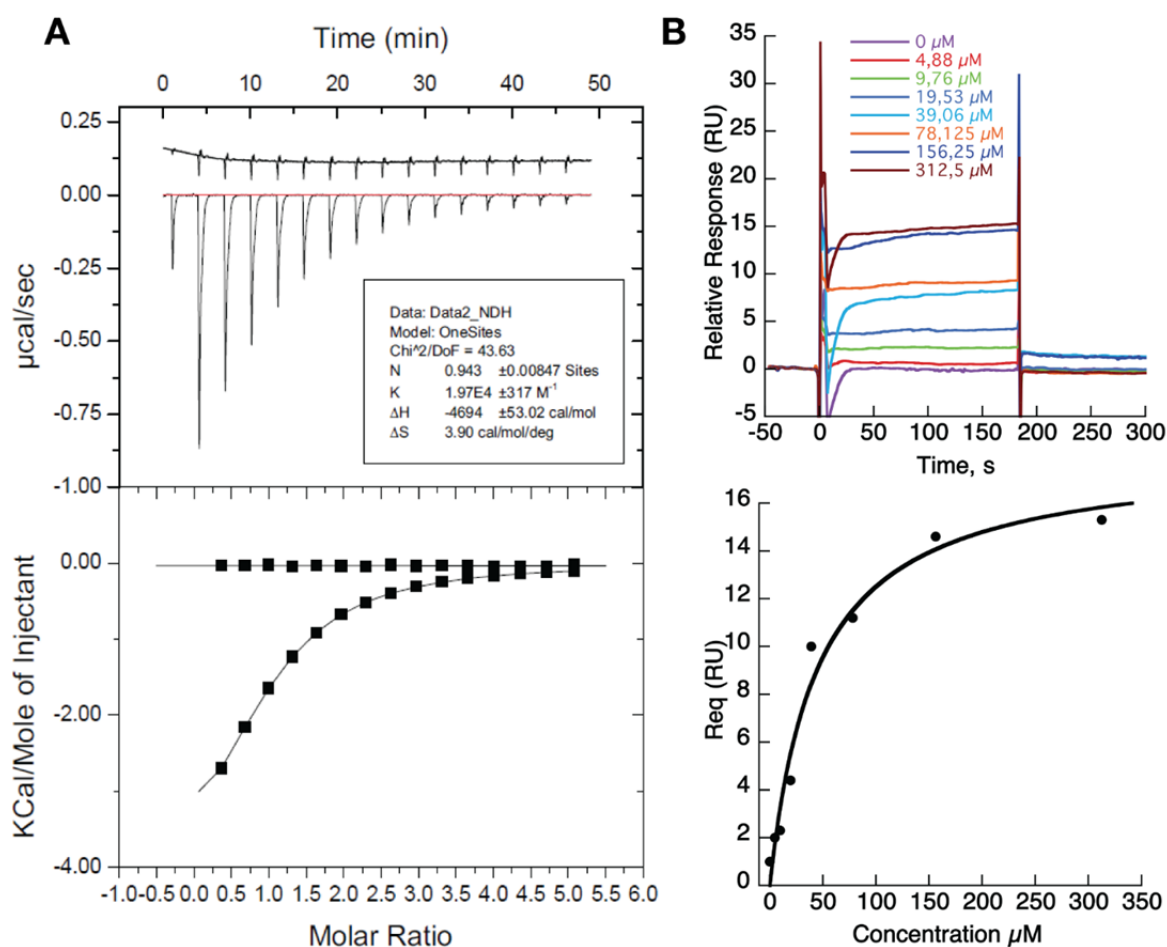 A
Time (min)
0 10 20 30 40 50
0.25
0.00
-0.25
-0.50
-0.75
-1.00
µcal/sec
Data: Data2_NDH
Model: OneSites
Chi^2/DoF = 43.63
N 0.943 ±0.00847 Sites
K 1.97E4 ±317 M⁻¹
ΔH -4694 ±53.02 cal/mol
ΔS 3.90 cal/mol/deg
0.00
-2.00
-4.00
KCal/Mole of Injectant
-1.0 -0.5 0.0 0.5 1.0 1.5 2.0 2.5 3.0 3.5 4.0 4.5 5.0 5.5 6.0
Molar Ratio
B
35
30
25
20
15
10
5
0
-5
Relative Response (RU)
0 µM
4,88 µM
9,76 µM
19,53 µM
39,06 µM
78,125 µM
156,25 µM
312,5 µM
-50 0 50 100 150 200 250 300
Time, s
16
14
12
10
8
6
4
2
0
Req (RU)
0 50 100 150 200 250 300 350
Concentration µM